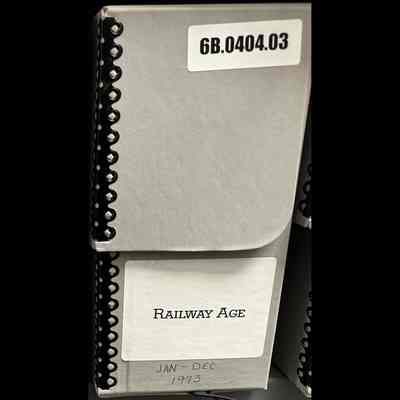 6B.0404.03
RAILWAY AGE
JAN - DEC
1973